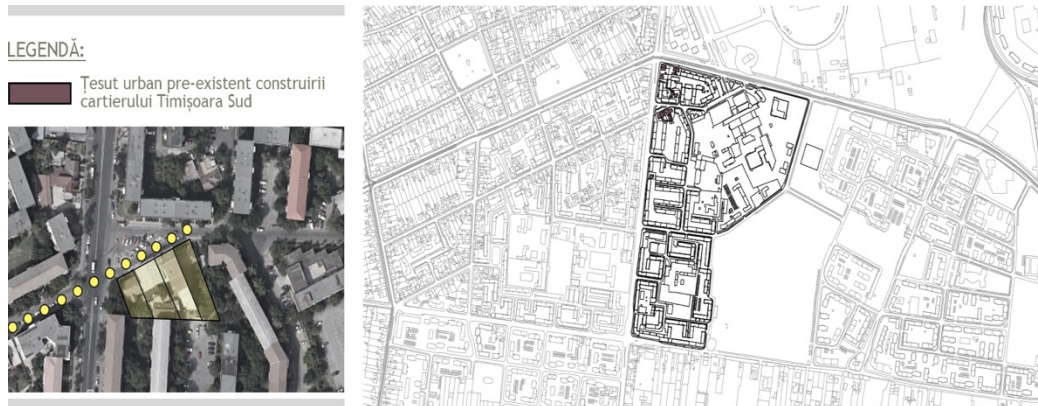 LEGENDĂ:
Țesut urban pre-existent construirii
cartierului Timișoara Sud